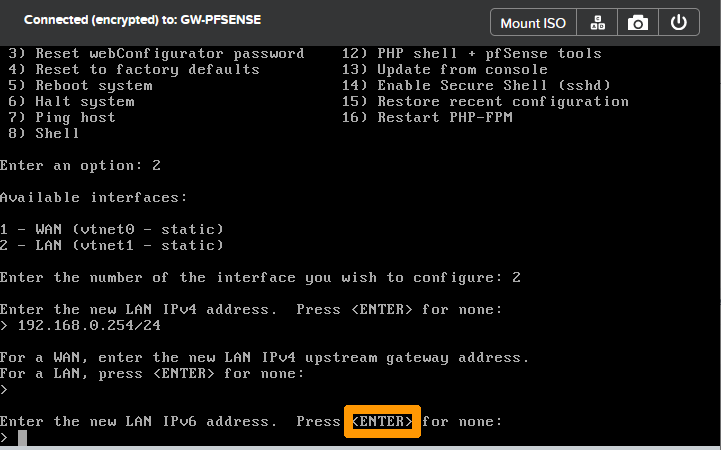 Connected (encrypted) to: GW-PFSENSE
Mount ISO
3) Reset webConfigurator password 12) PHP shell + pfSense tools
4) Reset to factory defaults 13) Update from console
5) Reboot system 14) Enable Secure Shell (sshd)
6) Halt system 15) Restore recent configuration
7) Ping host 16) Restart PHP-FPM
8) Shell
Enter an option: 2
Available interfaces:
1 - WAN (vtnet0 - static)
2 - LAN (vtnet1 - static)
Enter the number of the interface you wish to configure: 2
Enter the new LAN IPv4 address. Press <ENTER> for none:
> 192.168.0.254/24
For a WAN, enter the new LAN IPv4 upstream gateway address.
For a LAN, press <ENTER> for none:
>
Enter the new LAN IPv6 address. Press <ENTER> for none:
>